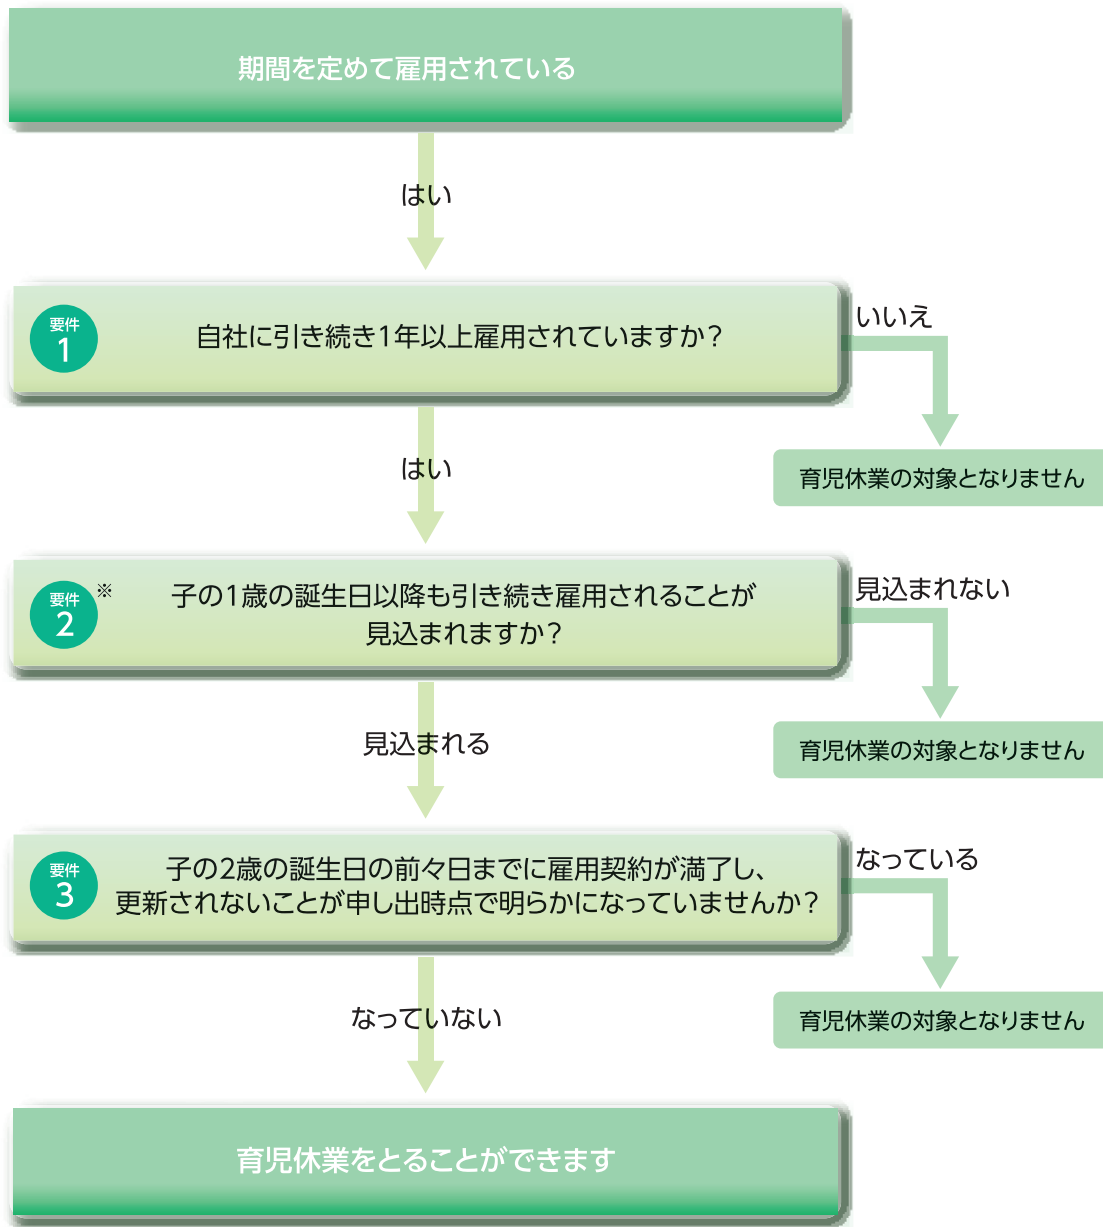 期間を定めて雇用されている
はい
要件
1
自社に引き続き1年以上雇用されていますか？
いいえ
育児休業の対象となりません
はい
要件
2
※
子の1歳の誕生日以降も引き続き雇用されることが
見込まれますか？
見込まれない
育児休業の対象となりません
見込まれる
要件
3
子の2歳の誕生日の前々日までに雇用契約が満了し、
更新されないことが申し出時点で明らかになっていませんか？
なっている
育児休業の対象となりません
なっていない
育児休業をとることができます